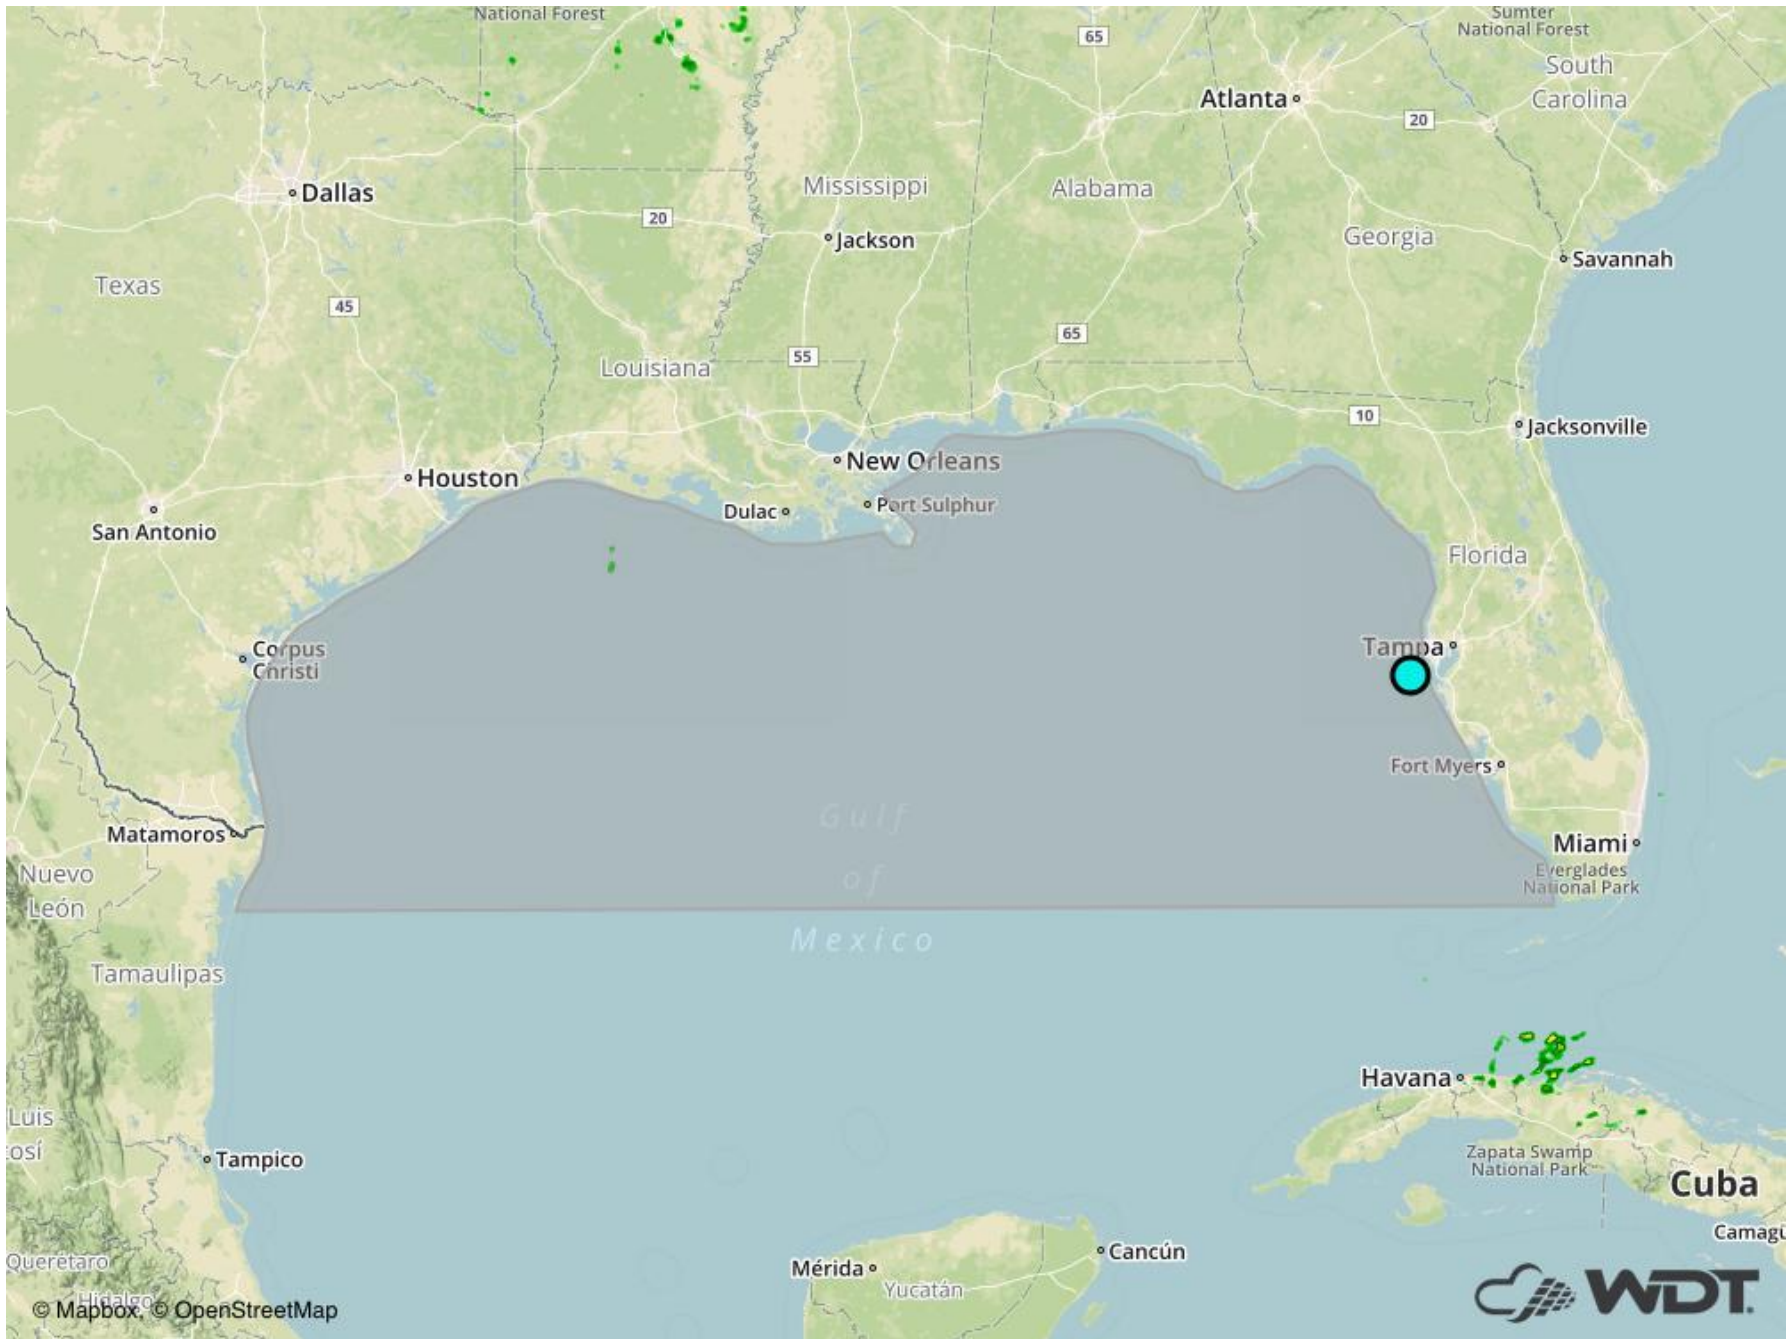 National Forest
65
Sumter
National Forest
South
Carolina
Atlanta
20
Dallas
Mississippi
Alabama
20
Jackson
Georgia
Savannah
Texas
45
65
Louisiana
55
10
Jacksonville
New Orleans
Houston
Port Sulphur
Dulac
San Antonio
Florida
Corpus
Christi
Tampa
Fort Myers
Gulf
of
Mexico
Matamoros
Miami
Everglades
National Park
Nuevo
León
Tamaulipas
Havana
Luis
osí
Zapata Swamp
National Park
Tampico
Cuba
Camagü
Cancún
Mérida
Yucatán
Querétaro
Hidalgo
© Mapbox, © OpenStreetMap
WDT.